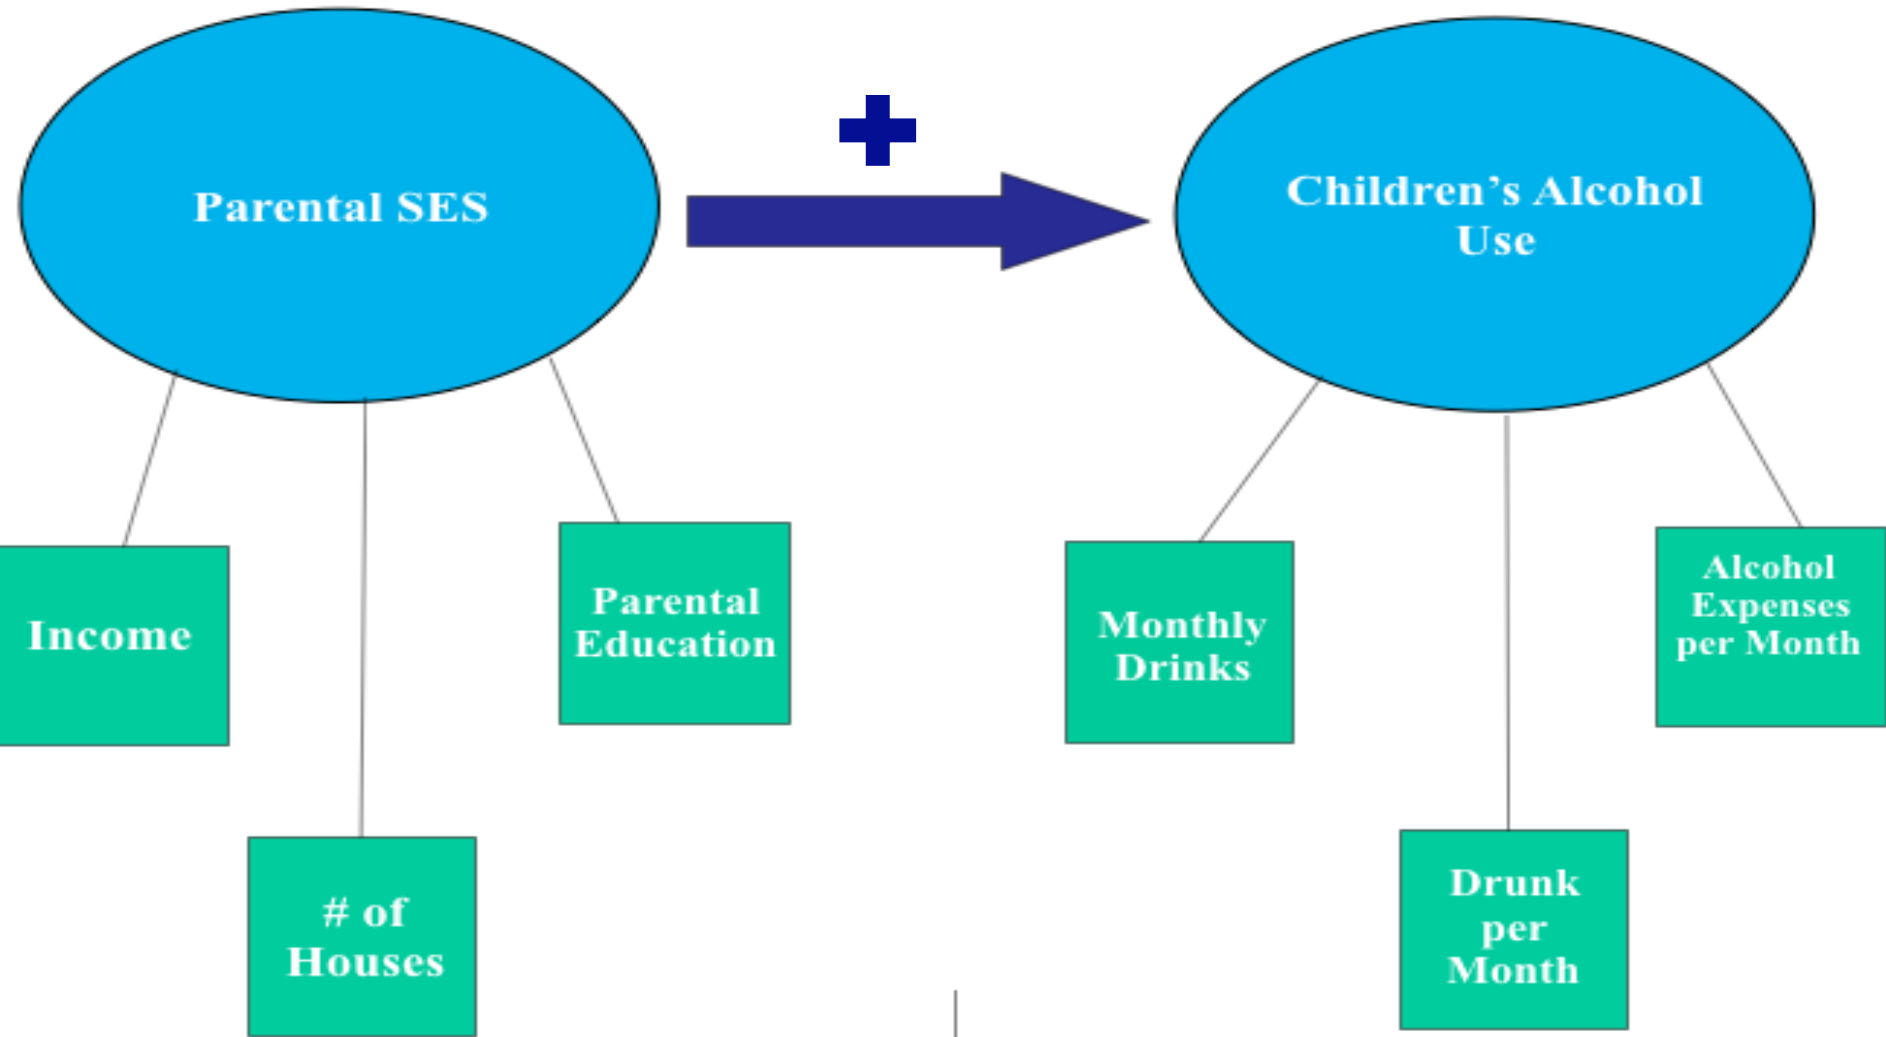 Parental SES
Children’s Alcohol
Use
Income
Parental
Education
# of
Houses
Monthly
Drinks
Alcohol
Expenses
per Month
Drunk
per
Month